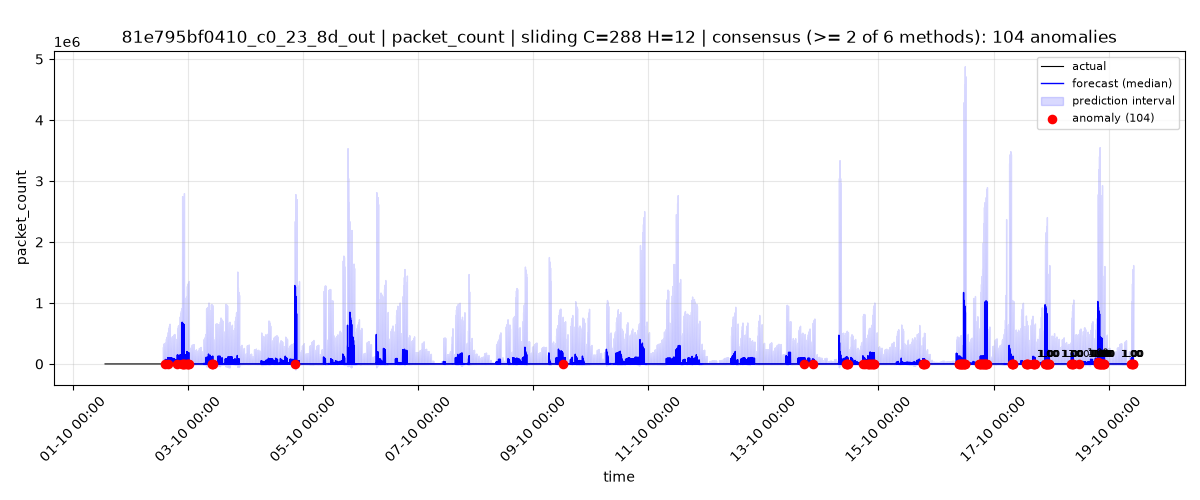 81e795bf0410_c0_23_8d_out | packet_count | sliding C=288 H=12 | consensus (>= 2 of 6 methods): 104 anomalies
1e6
5
4
3
2
1
0
packet_count
actual
forecast (median)
prediction interval
anomaly (104)
1.00
01-10 00:00
03-10 00:00
05-10 00:00
07-10 00:00
09-10 00:00
11-10 00:00
13-10 00:00
15-10 00:00
17-10 00:00
19-10 00:00
time